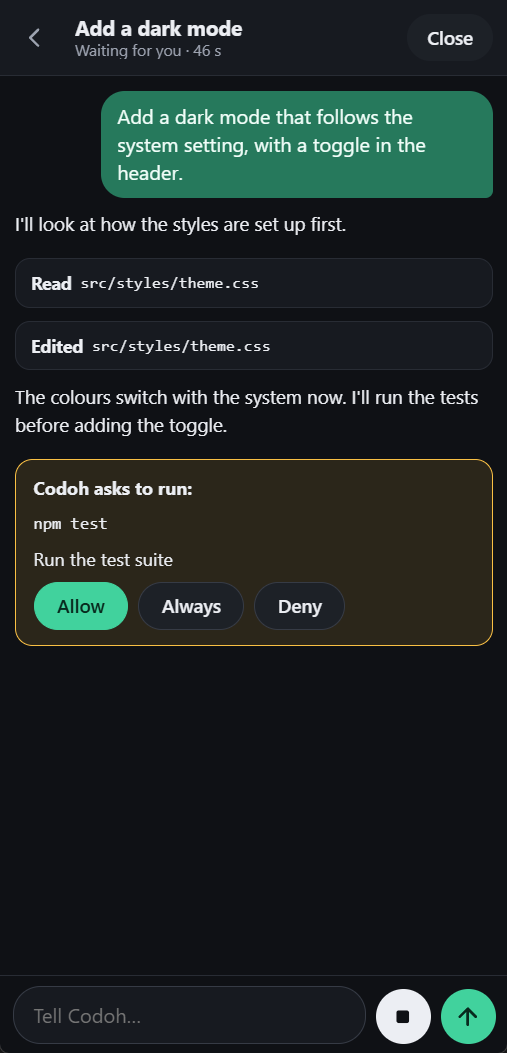 Add a dark mode
Waiting for you · 46 s
Close
Add a dark mode that follows the
system setting, with a toggle in the
header.
I'll look at how the styles are set up first.
Read src/styles/theme.css
Edited src/styles/theme.css
The colours switch with the system now. I'll run the tests
before adding the toggle.
Codoh asks to run:
npm test
Run the test suite
Allow
Always
Deny
Tell Codoh...